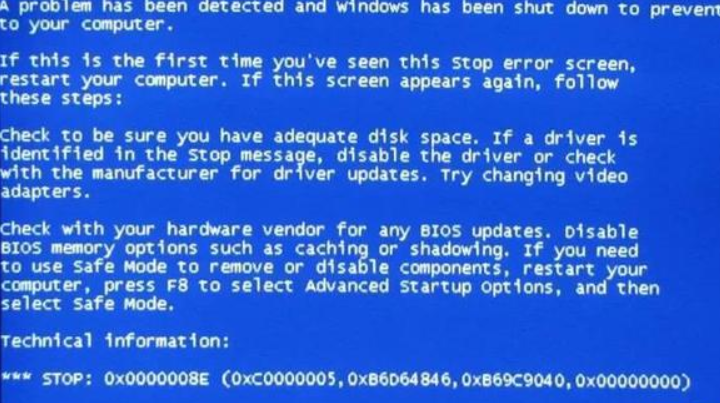 A problem has been detected and windows has been shut down to prevent
to your computer.
If this is the first time you've seen this Stop error screen,
restart your computer. If this screen appears again, follow
these steps:
Check to be sure you have adequate disk space. If a driver is
identified in the Stop message, disable the driver or check
with the manufacturer for driver updates. Try changing video
adapters.
Check with your hardware vendor for any BIOS updates. Disable
BIOS memory options such as caching or shadowing. If you need
to use Safe Mode to remove or disable components, restart your
computer, press F8 to select Advanced Startup Options, and then
select Safe Mode.
Technical information:
*** STOP: 0x0000008E (0xC0000005,0xB6D64846,0xB69C9040,0x00000000)